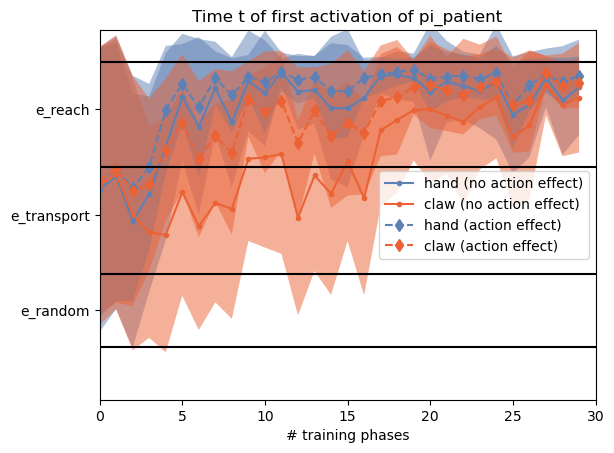 Time t of first activation of pi_patient
e_reach
e_transport
e_random
hand (no action effect)
claw (no action effect)
hand (action effect)
claw (action effect)
0 5 10 15 20 25 30
# training phases